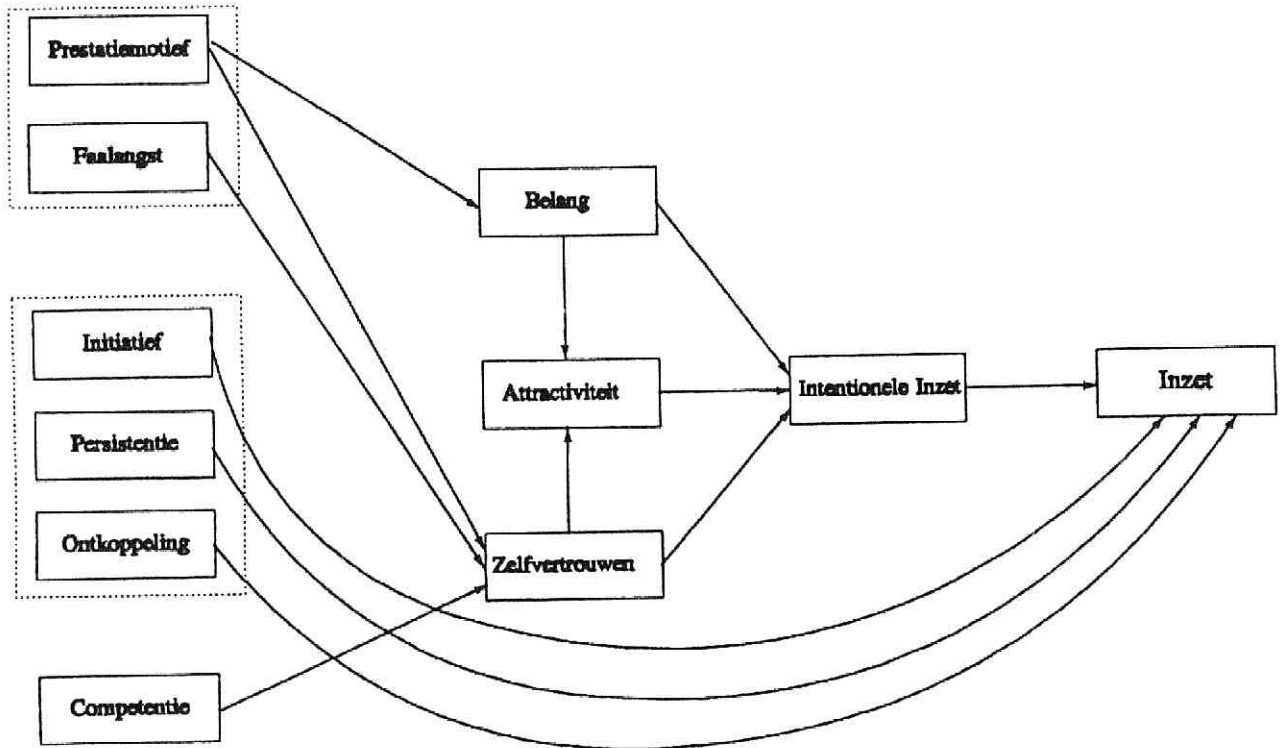 Prestatiemotief
Faalangst
Belang
Initiatief
Attractiviteit
Intentionele Inzet
Inzet
Persistentie
Ontkoppeling
Zelfvertrouwen
Competentie